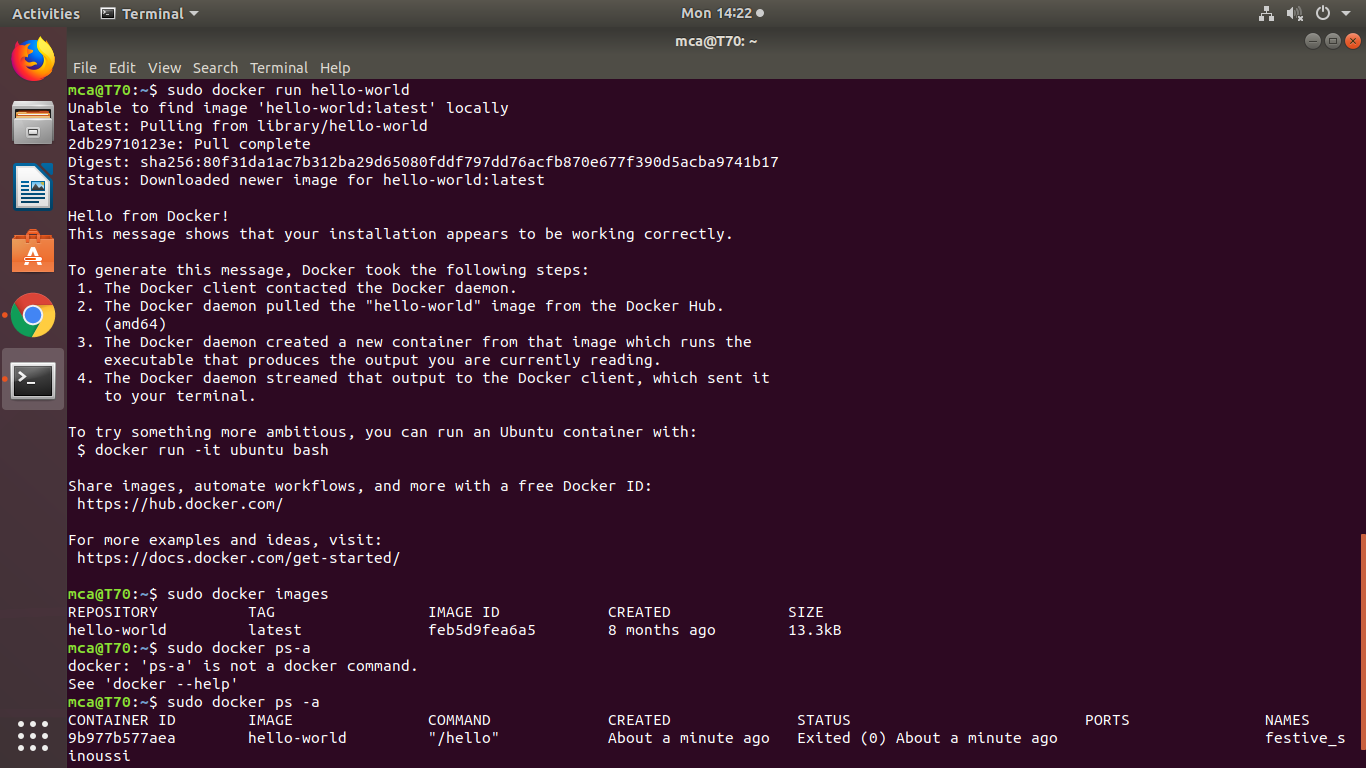 Activities Terminal Mon 14:22
mca@T70: ~
File Edit View Search Terminal Help
mca@T70:~$ sudo docker run hello-world
Unable to find image 'hello-world:latest' locally
latest: Pulling from library/hello-world
2db29710123e: Pull complete
Digest: sha256:80f31da1ac7b312ba29d65080fddf797dd76acfb870e677f390d5acba9741b17
Status: Downloaded newer image for hello-world:latest
Hello from Docker!
This message shows that your installation appears to be working correctly.
To generate this message, Docker took the following steps:
1. The Docker client contacted the Docker daemon.
2. The Docker daemon pulled the "hello-world" image from the Docker Hub.
(amd64)
3. The Docker daemon created a new container from that image which runs the
executable that produces the output you are currently reading.
4. The Docker daemon streamed that output to the Docker client, which sent it
to your terminal.
To try something more ambitious, you can run an Ubuntu container with:
$ docker run -it ubuntu bash
Share images, automate workflows, and more with a free Docker ID:
https://hub.docker.com/
For more examples and ideas, visit:
https://docs.docker.com/get-started/
mca@T70:~$ sudo docker images
REPOSITORY TAG IMAGE ID CREATED SIZE
hello-world latest feb5d9fea6a5 8 months ago 13.3kB
mca@T70:~$ sudo docker ps-a
docker: 'ps-a' is not a docker command.
See 'docker --help'
mca@T70:~$ sudo docker ps -a
CONTAINER ID IMAGE COMMAND CREATED STATUS PORTS NAMES
9b977b577aea hello-world "/hello" About a minute ago Exited (0) About a minute ago festive_s
inoussi